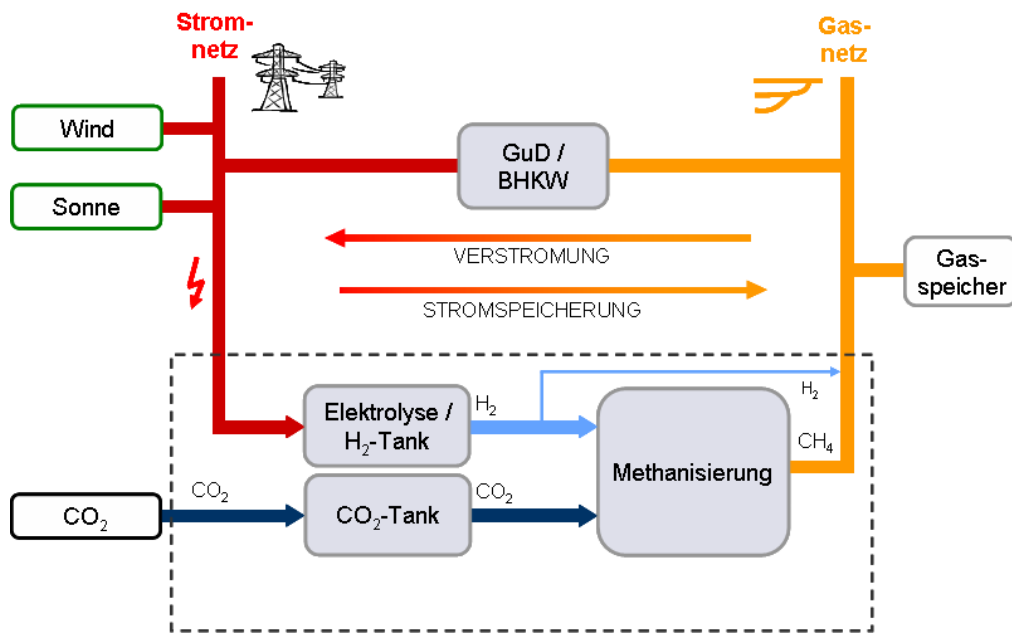 Strom-
netz
Gas-
netz
Wind
GuD /
BHKW
Sonne
VERSTROMUNG
Gas-
speicher
STROMSPEICHERUNG
Elektrolyse /
H₂-Tank
H₂
H₂
CH₄
Methanisierung
CO₂
CO₂
CO₂-Tank
CO₂